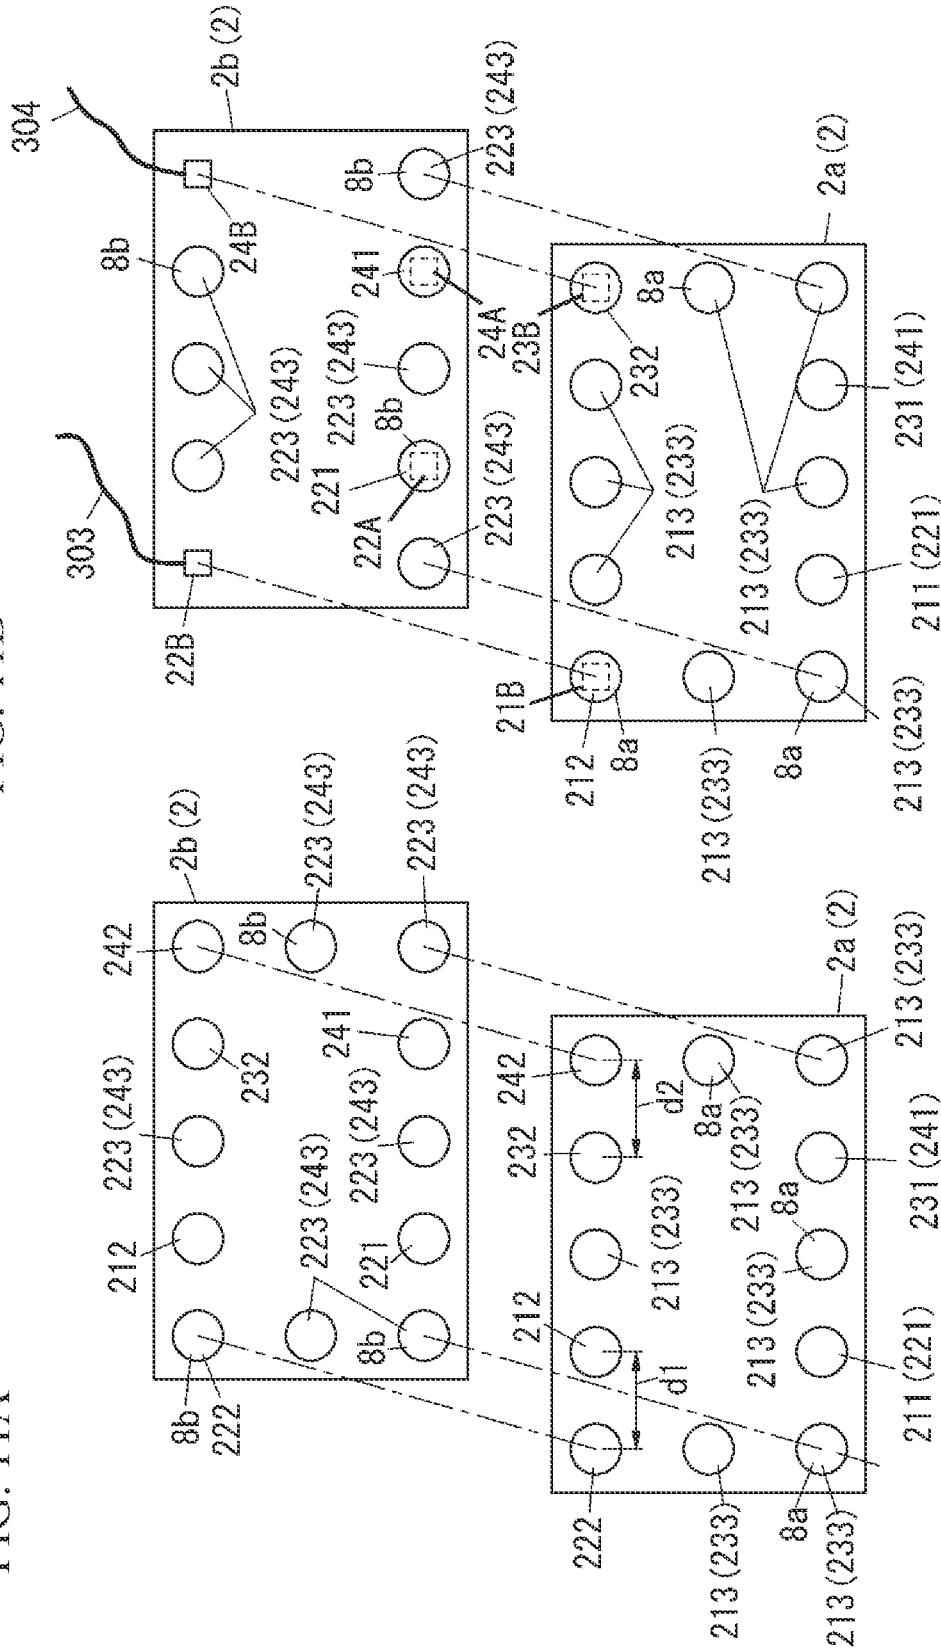 FIG. 11A
8b
222
212
223 (243)
232
242
2b (2)
223 (243)
8b
223 (243)
8b
221
223 (243)
241
223 (243)
222
212
232
242
d1
d2
2a (2)
213 (233)
213 (233)
8a
213 (233)
213 (233)
8a
213 (233)
8a
213 (233)
211 (221)
231 (241)
213 (233)
FIG. 11B
303
304
22B
24B
8b
2b (2)
223 (243)
221
8b
22A
223 (243)
241
24A
8b
223 (243)
223 (243)
21B
212
8a
23B
232
8a
2a (2)
213 (233)
213 (233)
213 (233)
8a
213 (233)
211 (221)
231 (241)